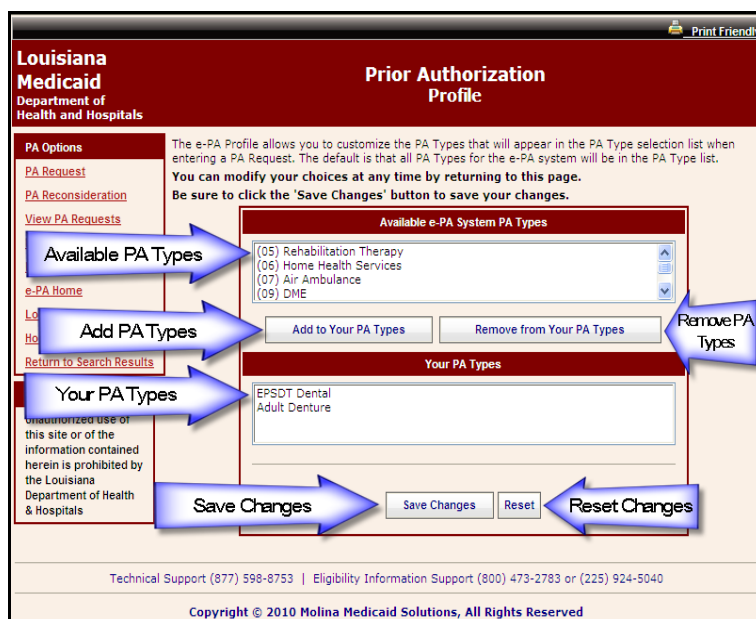 Print Friendly
Louisiana
Medicaid
Department of
Health and Hospitals
Prior Authorization
Profile
PA Options
PA Request
PA Reconsideration
View PA Requests
e-PA Home
Return to Search Results
The e-PA Profile allows you to customize the PA Types that will appear in the PA Type selection list when
entering a PA Request. The default is that all PA Types for the e-PA system will be in the PA Type list.
You can modify your choices at any time by returning to this page.
Be sure to click the 'Save Changes' button to save your changes.
Available e-PA System PA Types
Available PA Types
(05) Rehabilitation Therapy
(06) Home Health Services
(07) Air Ambulance
(09) DME
Add PA Types
Add to Your PA Types
Remove from Your PA Types
Remove PA
Types
Your PA Types
Your PA Types
EPSDT Dental
Adult Denture
Unauthorized use of
this site or of the
information contained
herein is prohibited by
the Louisiana
Department of Health
& Hospitals
Save Changes
Save Changes
Reset
Reset Changes
Technical Support (877) 598-8753 | Eligibility Information Support (800) 473-2783 or (225) 924-5040
Copyright © 2010 Molina Medicaid Solutions, All Rights Reserved